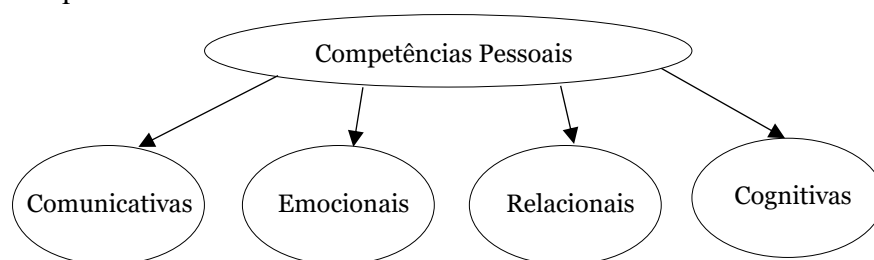 Competências Pessoais
Comunicativas
Emocionais
Relacionais
Cognitivas